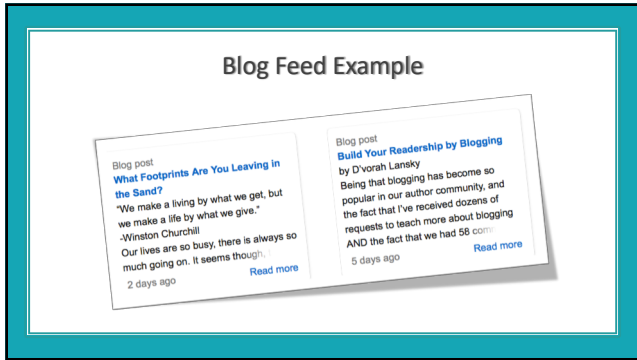 Blog Feed Example
Blog post
What Footprints Are You Leaving in
the Sand?
"We make a living by what we get, but
we make a life by what we give."
-Winston Churchill
Our lives are so busy, there is always so
much going on. It seems though,
2 days ago
Read more
Blog post
Build Your Readership by Blogging
by D'vorah Lansky
Being that blogging has become so
popular in our author community, and
the fact that I've received dozens of
requests to teach more about blogging
AND the fact that we had 58 com
5 days ago
Read more